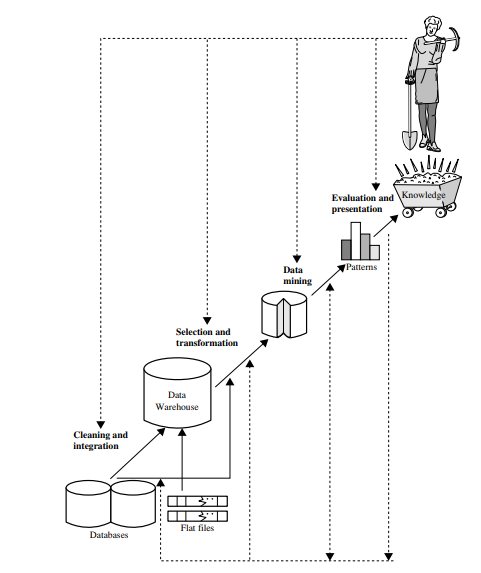 Evaluation and
presentation
Knowledge
Patterns
Data
mining
Selection and
transformation
Data
Warehouse
Cleaning and
integration
Databases
Flat files